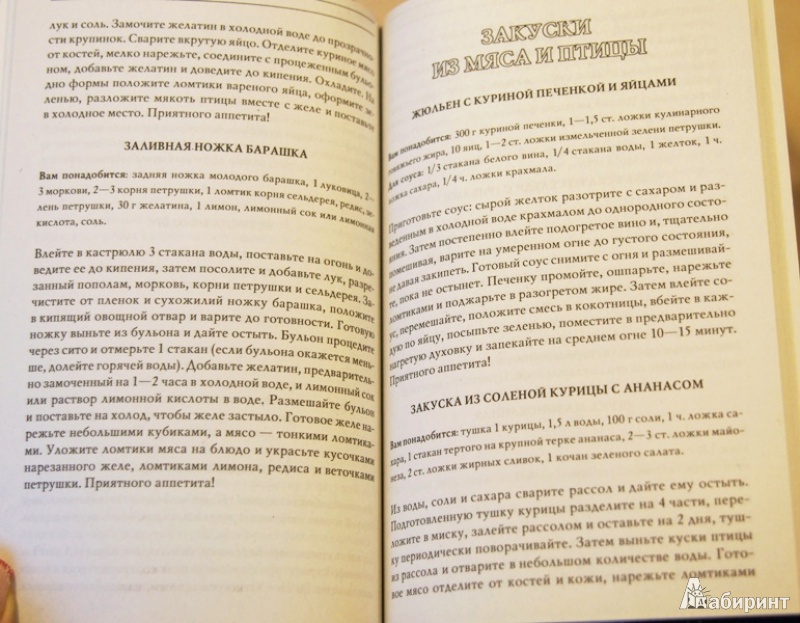 лук и соль. Замочите желатин в холодной воде до прозрачно-
сти крупинок. Сварите вкрутую яйцо. Отделите куриное мясо
от костей, мелко нарежьте, соедините с процеженным бульо-
ном, добавьте желатин и доведите до кипения. Охладите. На
дно формы положите ломтики вареного яйца, оформите зе-
ленью, разложите мякоть птицы вместе с желе и поставьте
в холодное место. Приятного аппетита!
ЗАЛИВНАЯ НОЖКА БАРАШКА
Вам понадобится: задняя ножка молодого барашка, 1 луковица, 2—
3 моркови, 2—3 корня петрушки, 1 ломтик корня сельдерея, редис, зе-
лень петрушки, 30 г желатина, 1 лимон, лимонный сок или лимонная
кислота, соль.
Влейте в кастрюлю 3 стакана воды, поставьте на огонь и до-
ведите ее до кипения, затем посолите и добавьте лук, разре-
занный пополам, морковь, корни петрушки и сельдерея. За-
чистите от пленок и сухожилий ножку барашка, положите
в кипящий овощной отвар и варите до готовности. Готовую
ножку выньте из бульона и дайте остыть. Бульон процедите
через сито и отмерьте 1 стакан (если бульона окажется мень-
ше, долейте горячей воды). Добавьте желатин, предваритель-
но замоченный на 1—2 часа в холодной воде, и лимонный сок
или раствор лимонной кислоты в воде. Размешайте бульон
и поставьте на холод, чтобы желе застыло. Готовое желе на-
режьте небольшими кубиками, а мясо — тонкими ломтика-
ми. Уложите ломтики мяса на блюдо и украсьте кусочками
нарезанного желе, ломтиками лимона, редиса и веточками
петрушки. Приятного аппетита!
ЗАКУСКИ
ИЗ МЯСА И ПТИЦЫ
ЖЮЛЬЕН С КУРИНОЙ ПЕЧЕНКОЙ И ЯЙЦАМИ
Вам понадобится: 300 г куриной печенки, 1—1,5 ст. ложки кулинарного
говяжьего жира, 10 яиц, 1—2 ст. ложки измельченной зелени петрушки.
Для соуса: 1/3 стакана белого вина, 1/4 стакана воды, 1 желток, 1 ч.
ложка сахара, 1/4 ч. ложки крахмала.
Приготовьте соус: сырой желток разотрите с сахаром и раз-
веденным в холодной воде крахмалом до однородного состо-
яния. Затем постепенно влейте подогретое вино и, тщательно
помешивая, варите на умеренном огне до густого состояния,
не давая закипеть. Готовый соус снимите с огня и размешивай-
те, пока не остынет. Печенку промойте, ошпарьте, нарежьте
ломтиками и поджарьте в разогретом жире. Затем влейте со-
ус, перемешайте, положите смесь в кокотницы, вбейте в каж-
дую по яйцу, посыпьте зеленью, поместите в предварительно
нагретую духовку и запекайте на среднем огне 10—15 минут.
Приятного аппетита!
ЗАКУСКА ИЗ СОЛЕНОЙ КУРИЦЫ С АНАНАСОМ
Вам понадобится: тушка 1 курицы, 1,5 л воды, 100 г соли, 1 ч. ложка са-
хара, 1 стакан тертого на крупной терке ананаса, 2—3 ст. ложки майо-
неза, 2 ст. ложки жирных сливок, 1 кочан зеленого салата.
Из воды, соли и сахара сварите рассол и дайте ему остыть.
Подготовленную тушку курицы разделите на 4 части, пере-
ложите в миску, залейте рассолом и оставьте на 2 дня, туш-
ку периодически поворачивайте. Затем выньте куски птицы
из рассола и отварите в небольшом количестве воды. Гото-
вое мясо отделите от костей и кожи, нарежьте ломтиками
Лабиринт